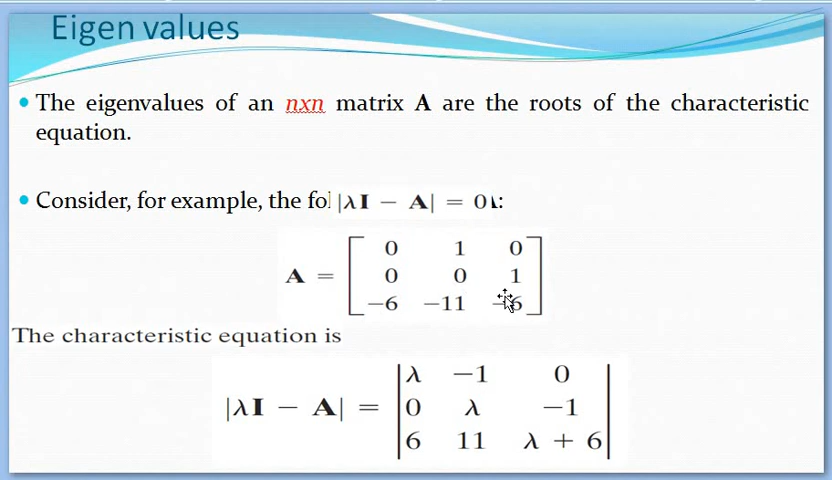 Eigen values
• The eigenvalues of an nxn matrix A are the roots of the characteristic
equation.
• Consider, for example, the fol |λI − A| = 0 :
A = [ 0 1 0
0 0 1
−6 −11 −6 ]
The characteristic equation is
|λI − A| = | λ −1 0
0 λ −1
6 11 λ + 6 |